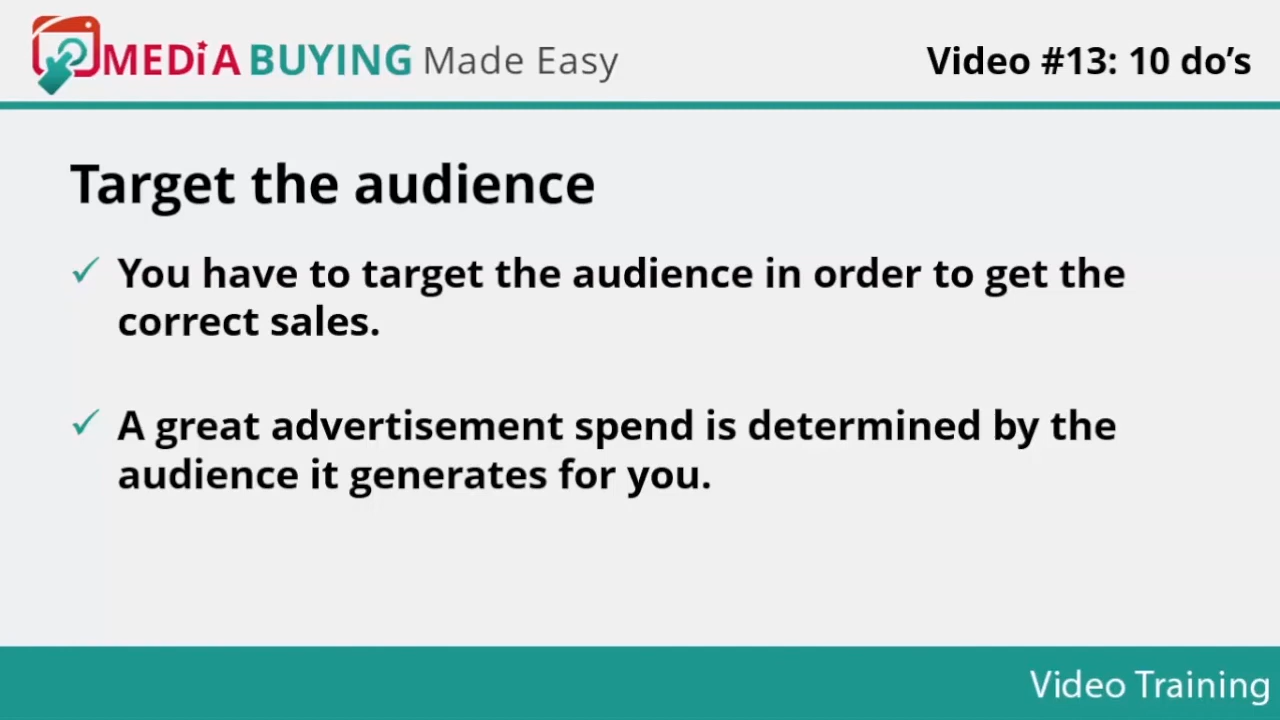 MEDiA BUYING Made Easy
Video #13: 10 do’s
Target the audience
✓ You have to target the audience in order to get the
correct sales.
✓ A great advertisement spend is determined by the
audience it generates for you.
Video Training